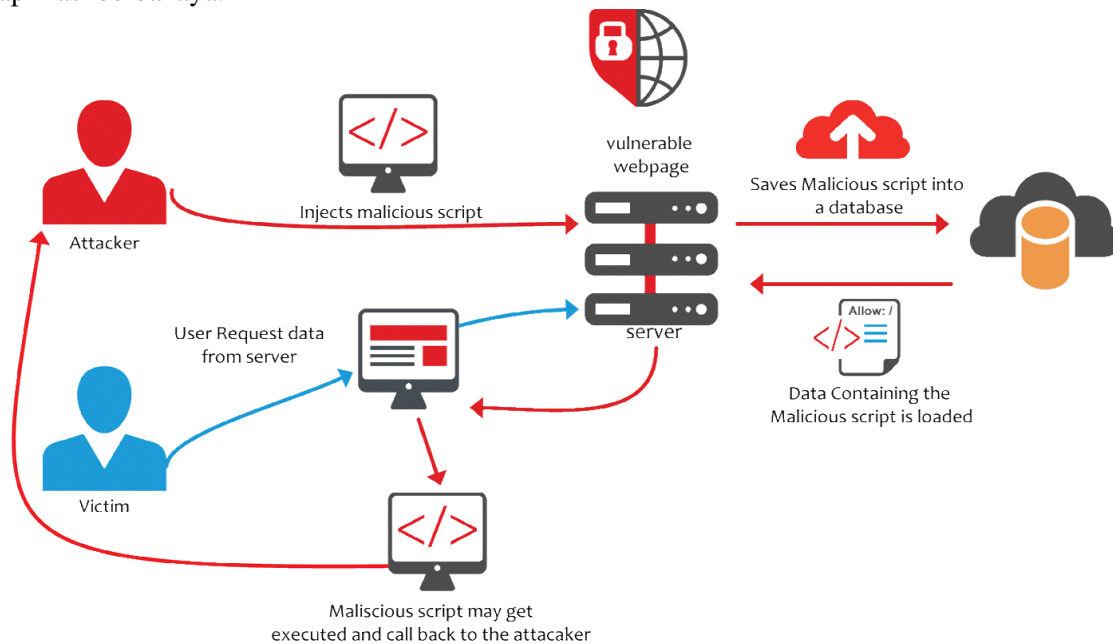 vulnerable
webpage
Injects malicious script
Saves Malicious script into
a database
Attacker
User Request data
from server
server
Allow: /
Data Containing the
Malicious script is loaded
Victim
Maliscious script may get
executed and call back to the attacaker